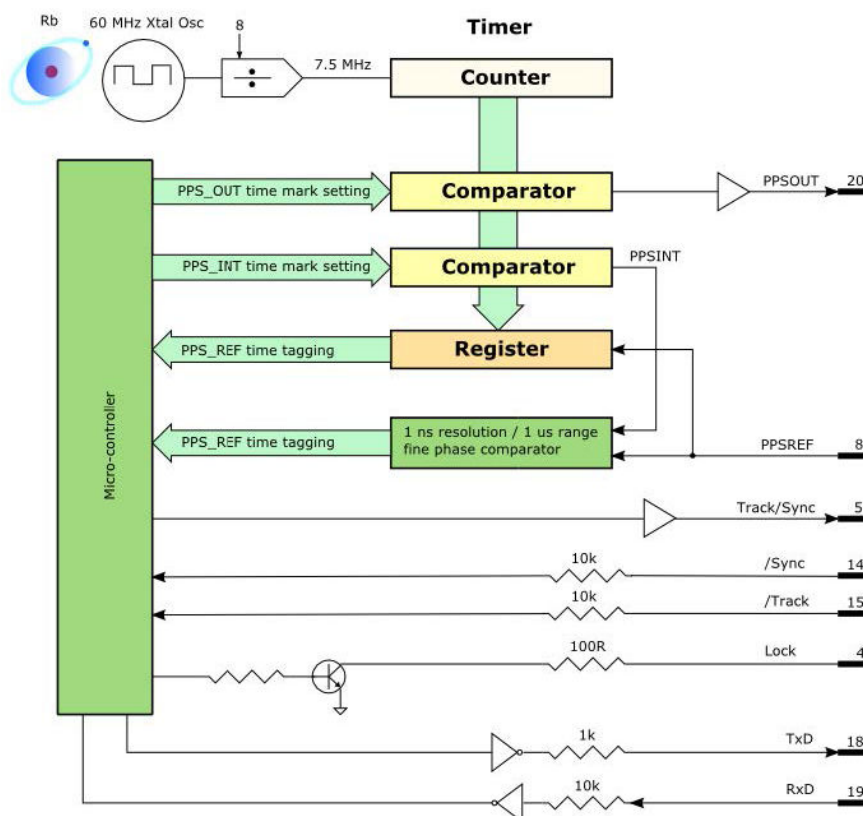 Rb
60 MHz Xtal Osc
8
Timer
7.5 MHz
Counter
PPS_OUT time mark setting
Comparator
PPSOUT
20
PPS_INT time mark setting
Comparator
PPSINT
PPS_REF time tagging
Register
Micro-controller
PPS_REF time tagging
1 ns resolution / 1 us range
fine phase comparator
PPSREF
8
Track/Sync
5
10k
/Sync
14
10k
/Track
15
100R
Lock
4
1k
TxD
18
10k
RxD
19